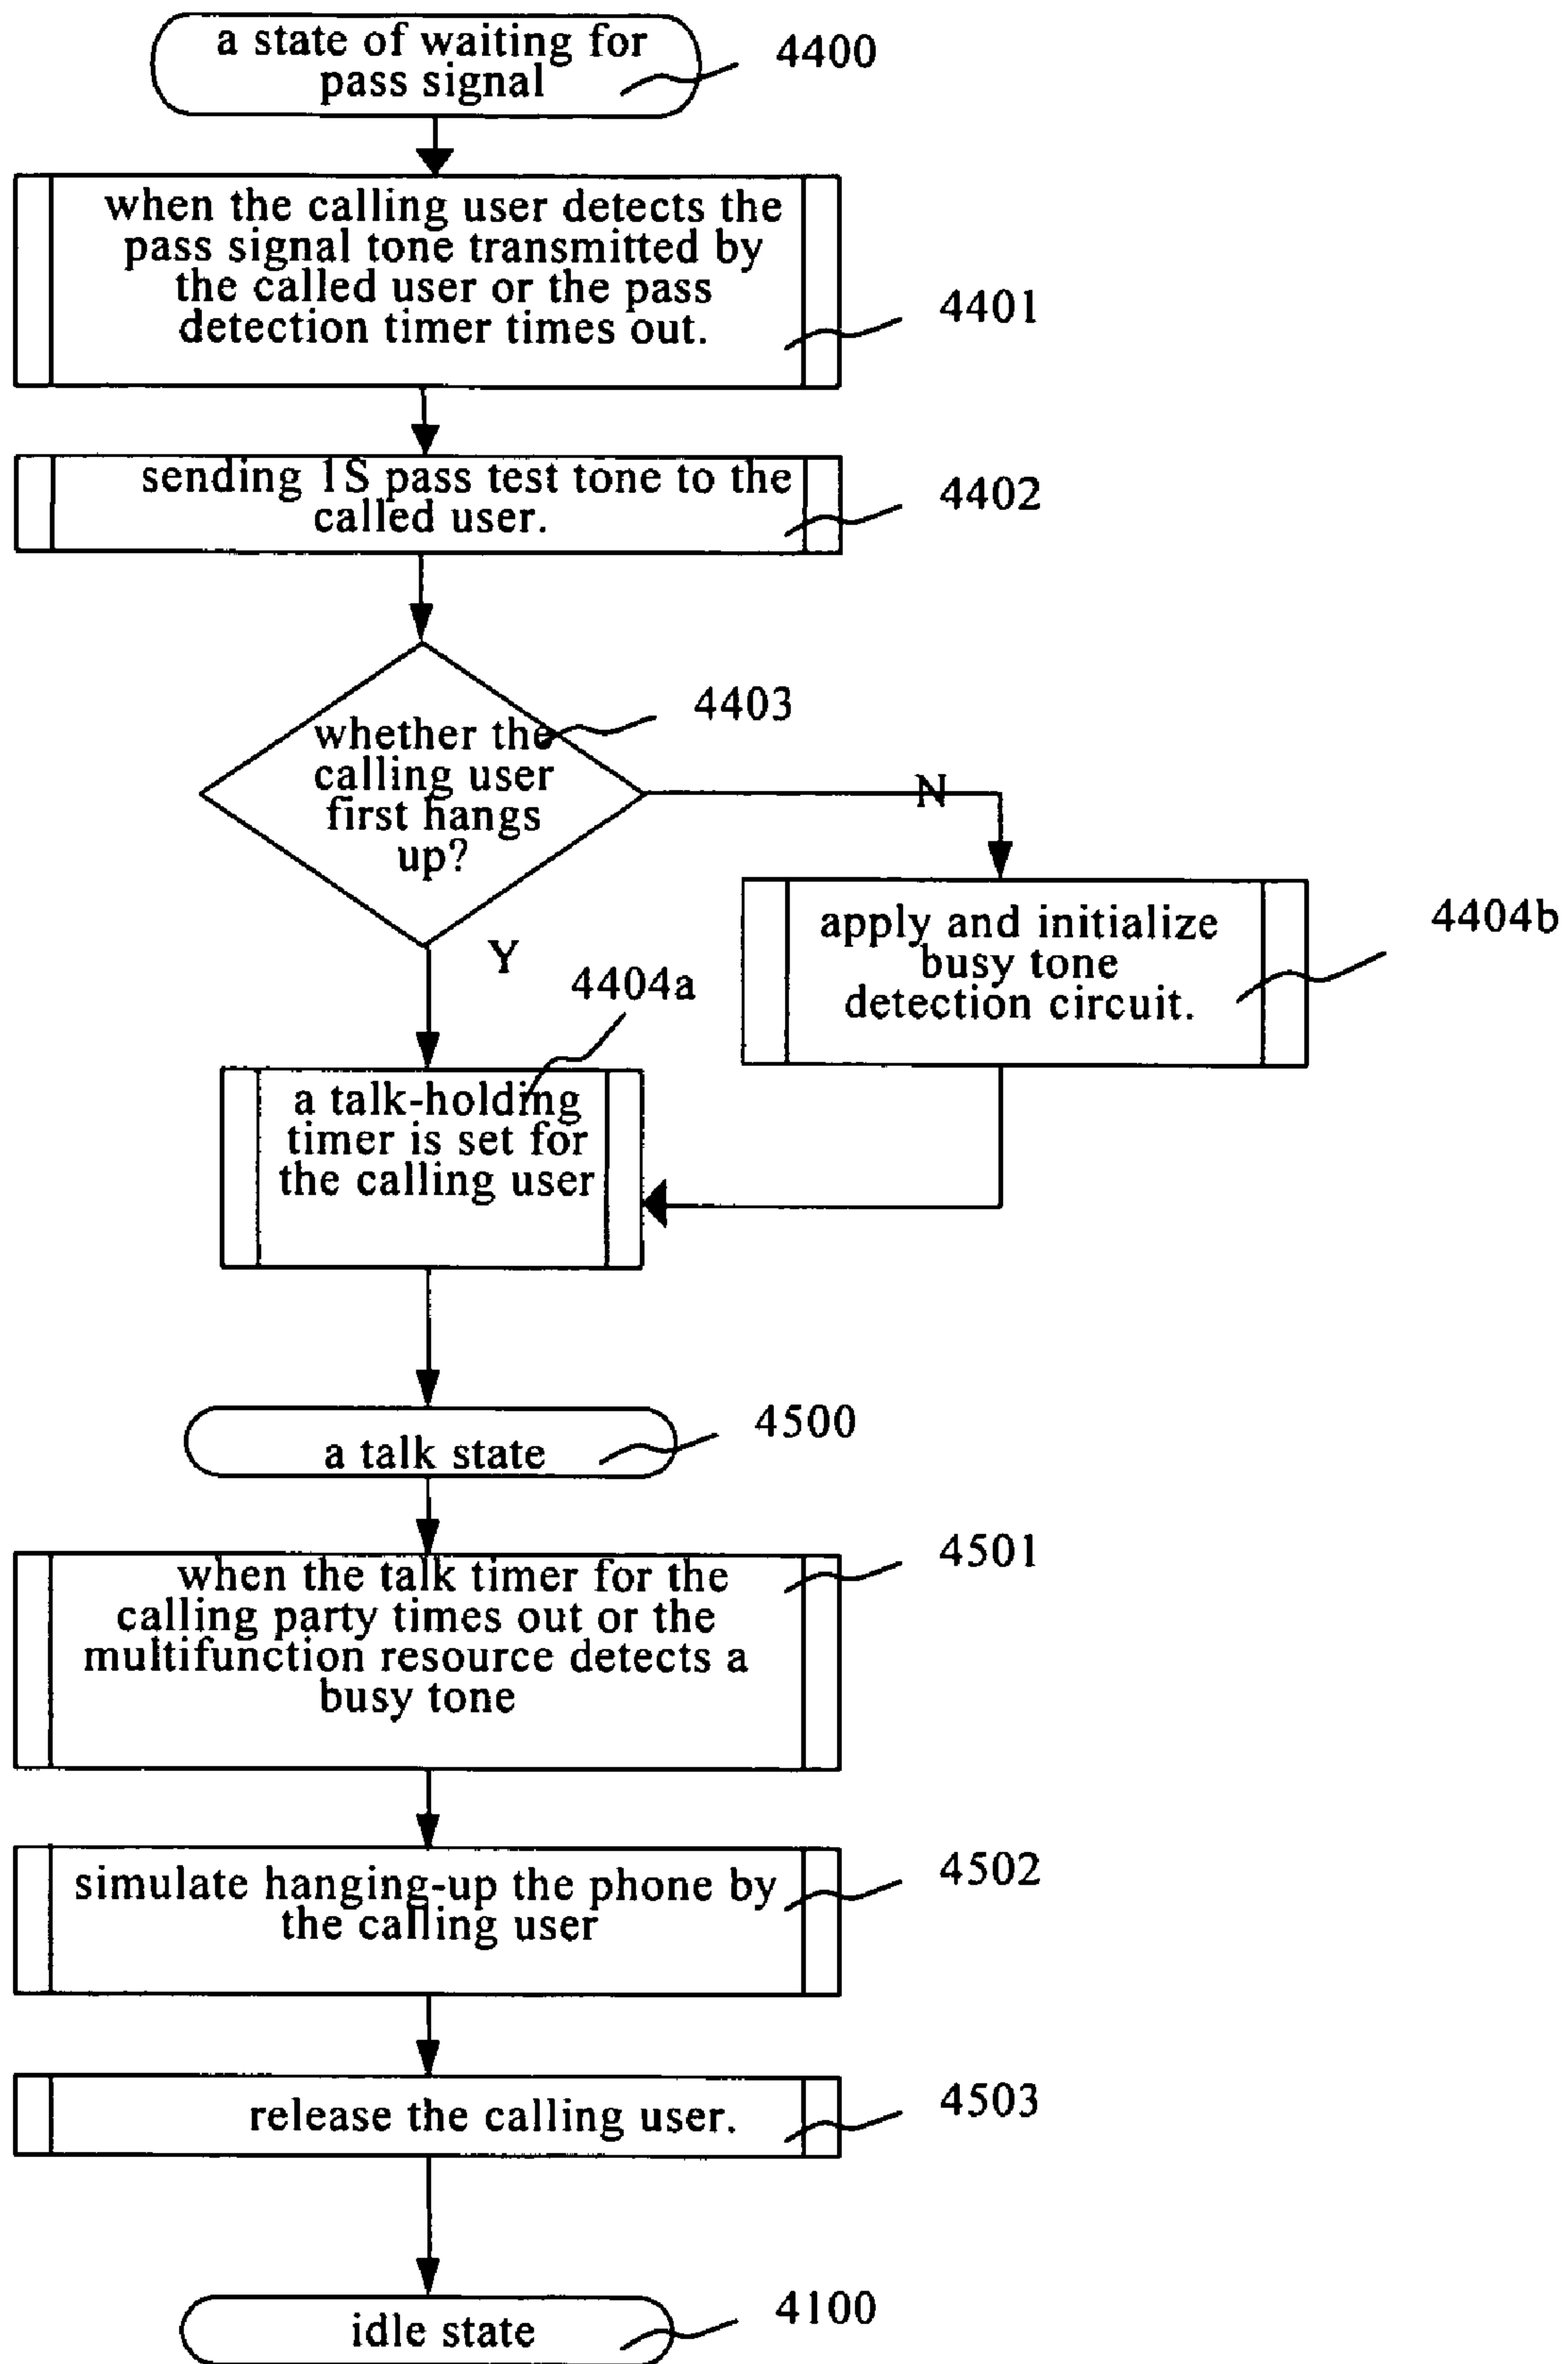 a state of waiting for
pass signal
4400
when the calling user detects the
pass signal tone transmitted by
the called user or the pass
detection timer times out.
4401
sending 1S pass test tone to the
called user.
4402
whether the
calling user
first hangs
up?
4403
N
Y
apply and initialize
busy tone
detection circuit.
4404b
4404a
a talk-holding
timer is set for
the calling user
a talk state
4500
when the talk timer for the
calling party times out or the
multifunction resource detects a
busy tone
4501
simulate hanging-up the phone by
the calling user
4502
release the calling user.
4503
idle state
4100